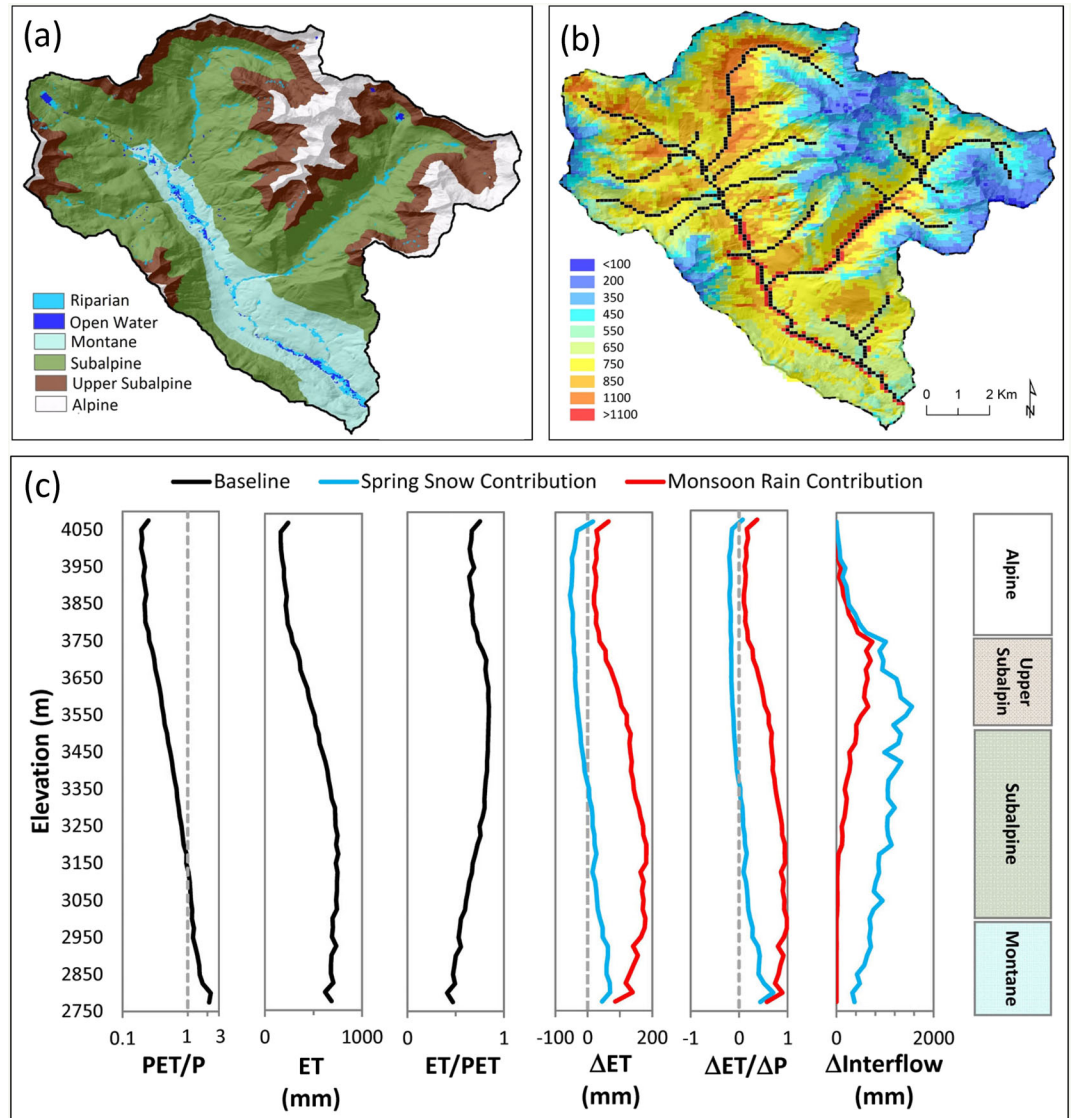 (a)
Riparian
Open Water
Montane
Subalpine
Upper Subalpine
Alpine
(b)
<100
200
350
450
550
650
750
850
1100
>1100
0 1 2 Km
N
(c)
Baseline Spring Snow Contribution Monsoon Rain Contribution
Elevation (m)
4050
3950
3850
3750
3650
3550
3450
3350
3250
3150
3050
2950
2850
2750
0.1 1 3
PET/P
0 1000
ET
(mm)
0 1
ET/PET
-100 0 200
ΔET
(mm)
-1 0 1
ΔET/ΔP
0 2000
ΔInterflow
(mm)
Alpine
Upper
Subalpin
Subalpine
Montane